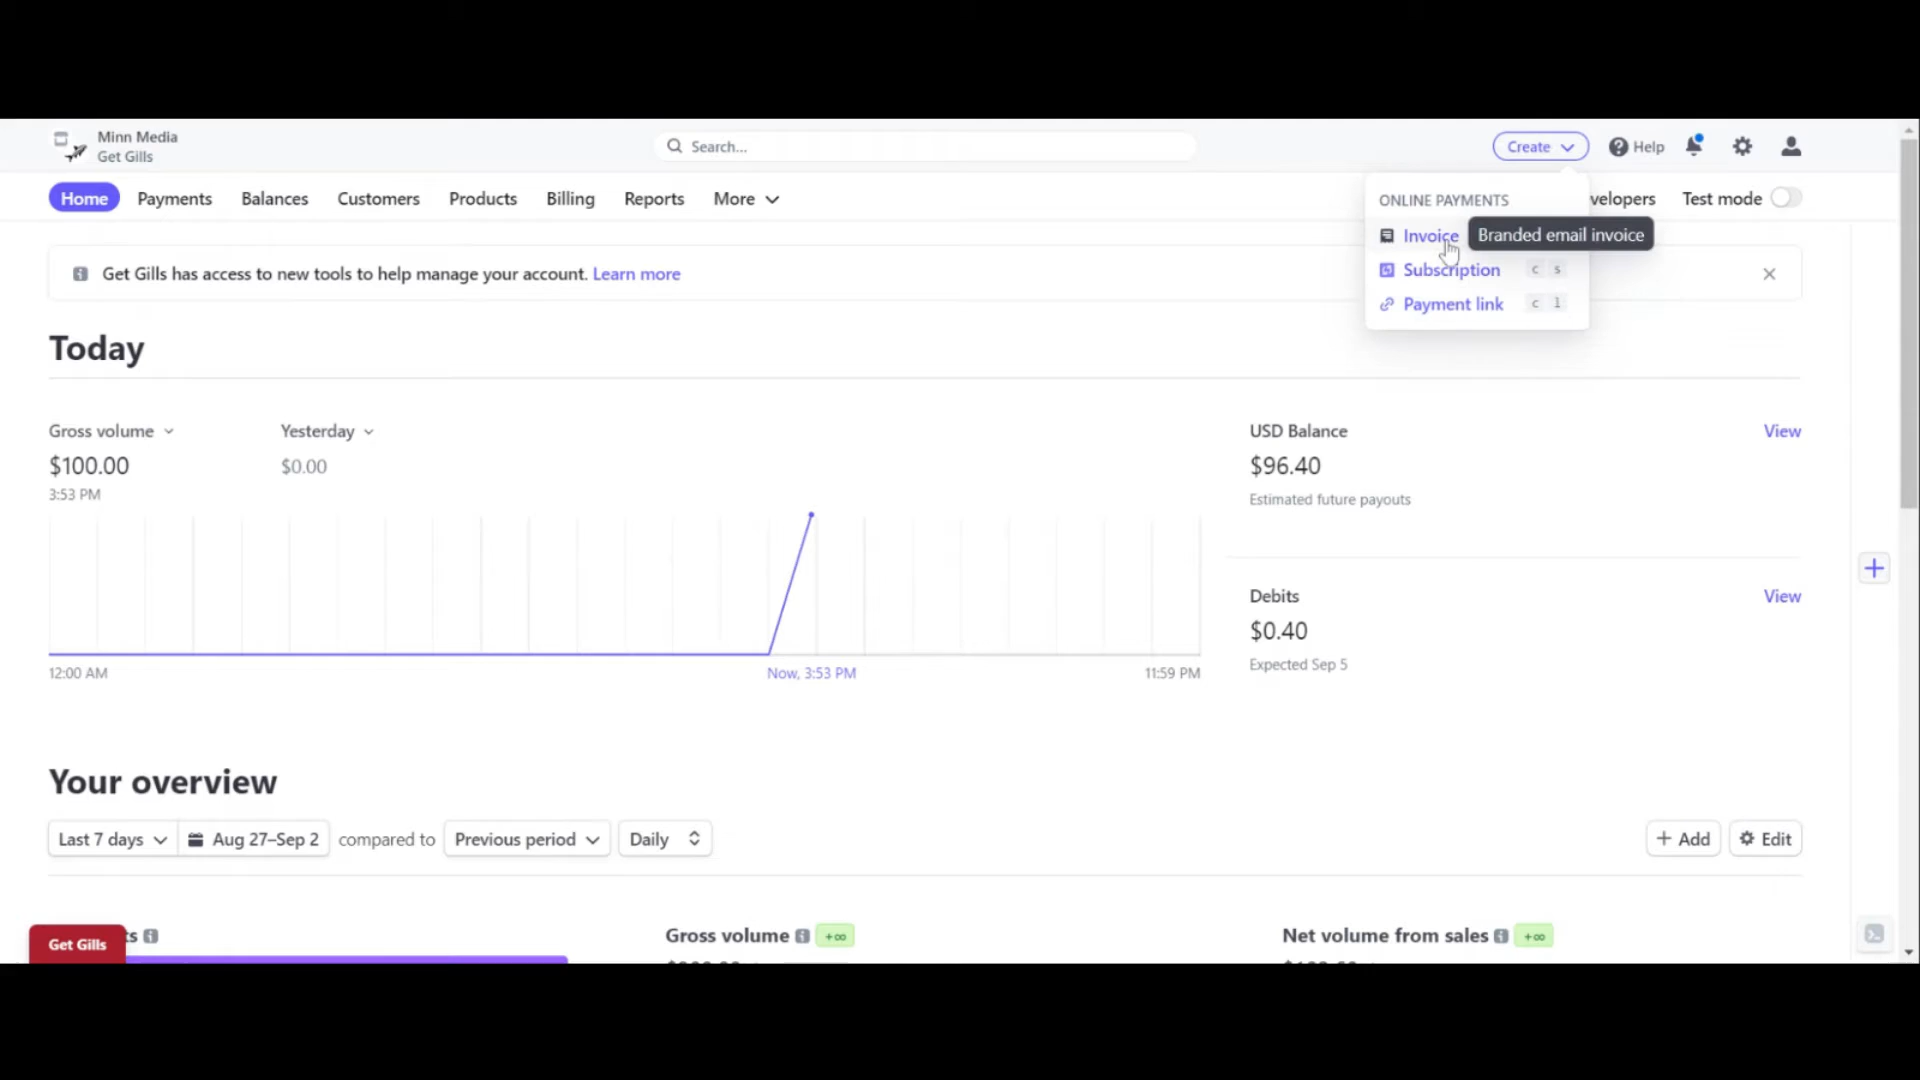 Minn Media
Get Gills
Search...
Create
Help
Home
Payments
Balances
Customers
Products
Billing
Reports
More
velopers
Test mode
ONLINE PAYMENTS
Invoice
Branded email invoice
Subscription
c s
Payment link
c l
Get Gills has access to new tools to help manage your account. Learn more
Today
Gross volume
Yesterday
$100.00
$0.00
3:53 PM
USD Balance
View
$96.40
Estimated future payouts
Debits
View
$0.40
Expected Sep 5
12:00 AM
Now, 3:53 PM
11:59 PM
Your overview
Last 7 days
Aug 27–Sep 2
compared to
Previous period
Daily
+ Add
Edit
Get Gills
ts
Gross volume
+∞
Net volume from sales
+∞